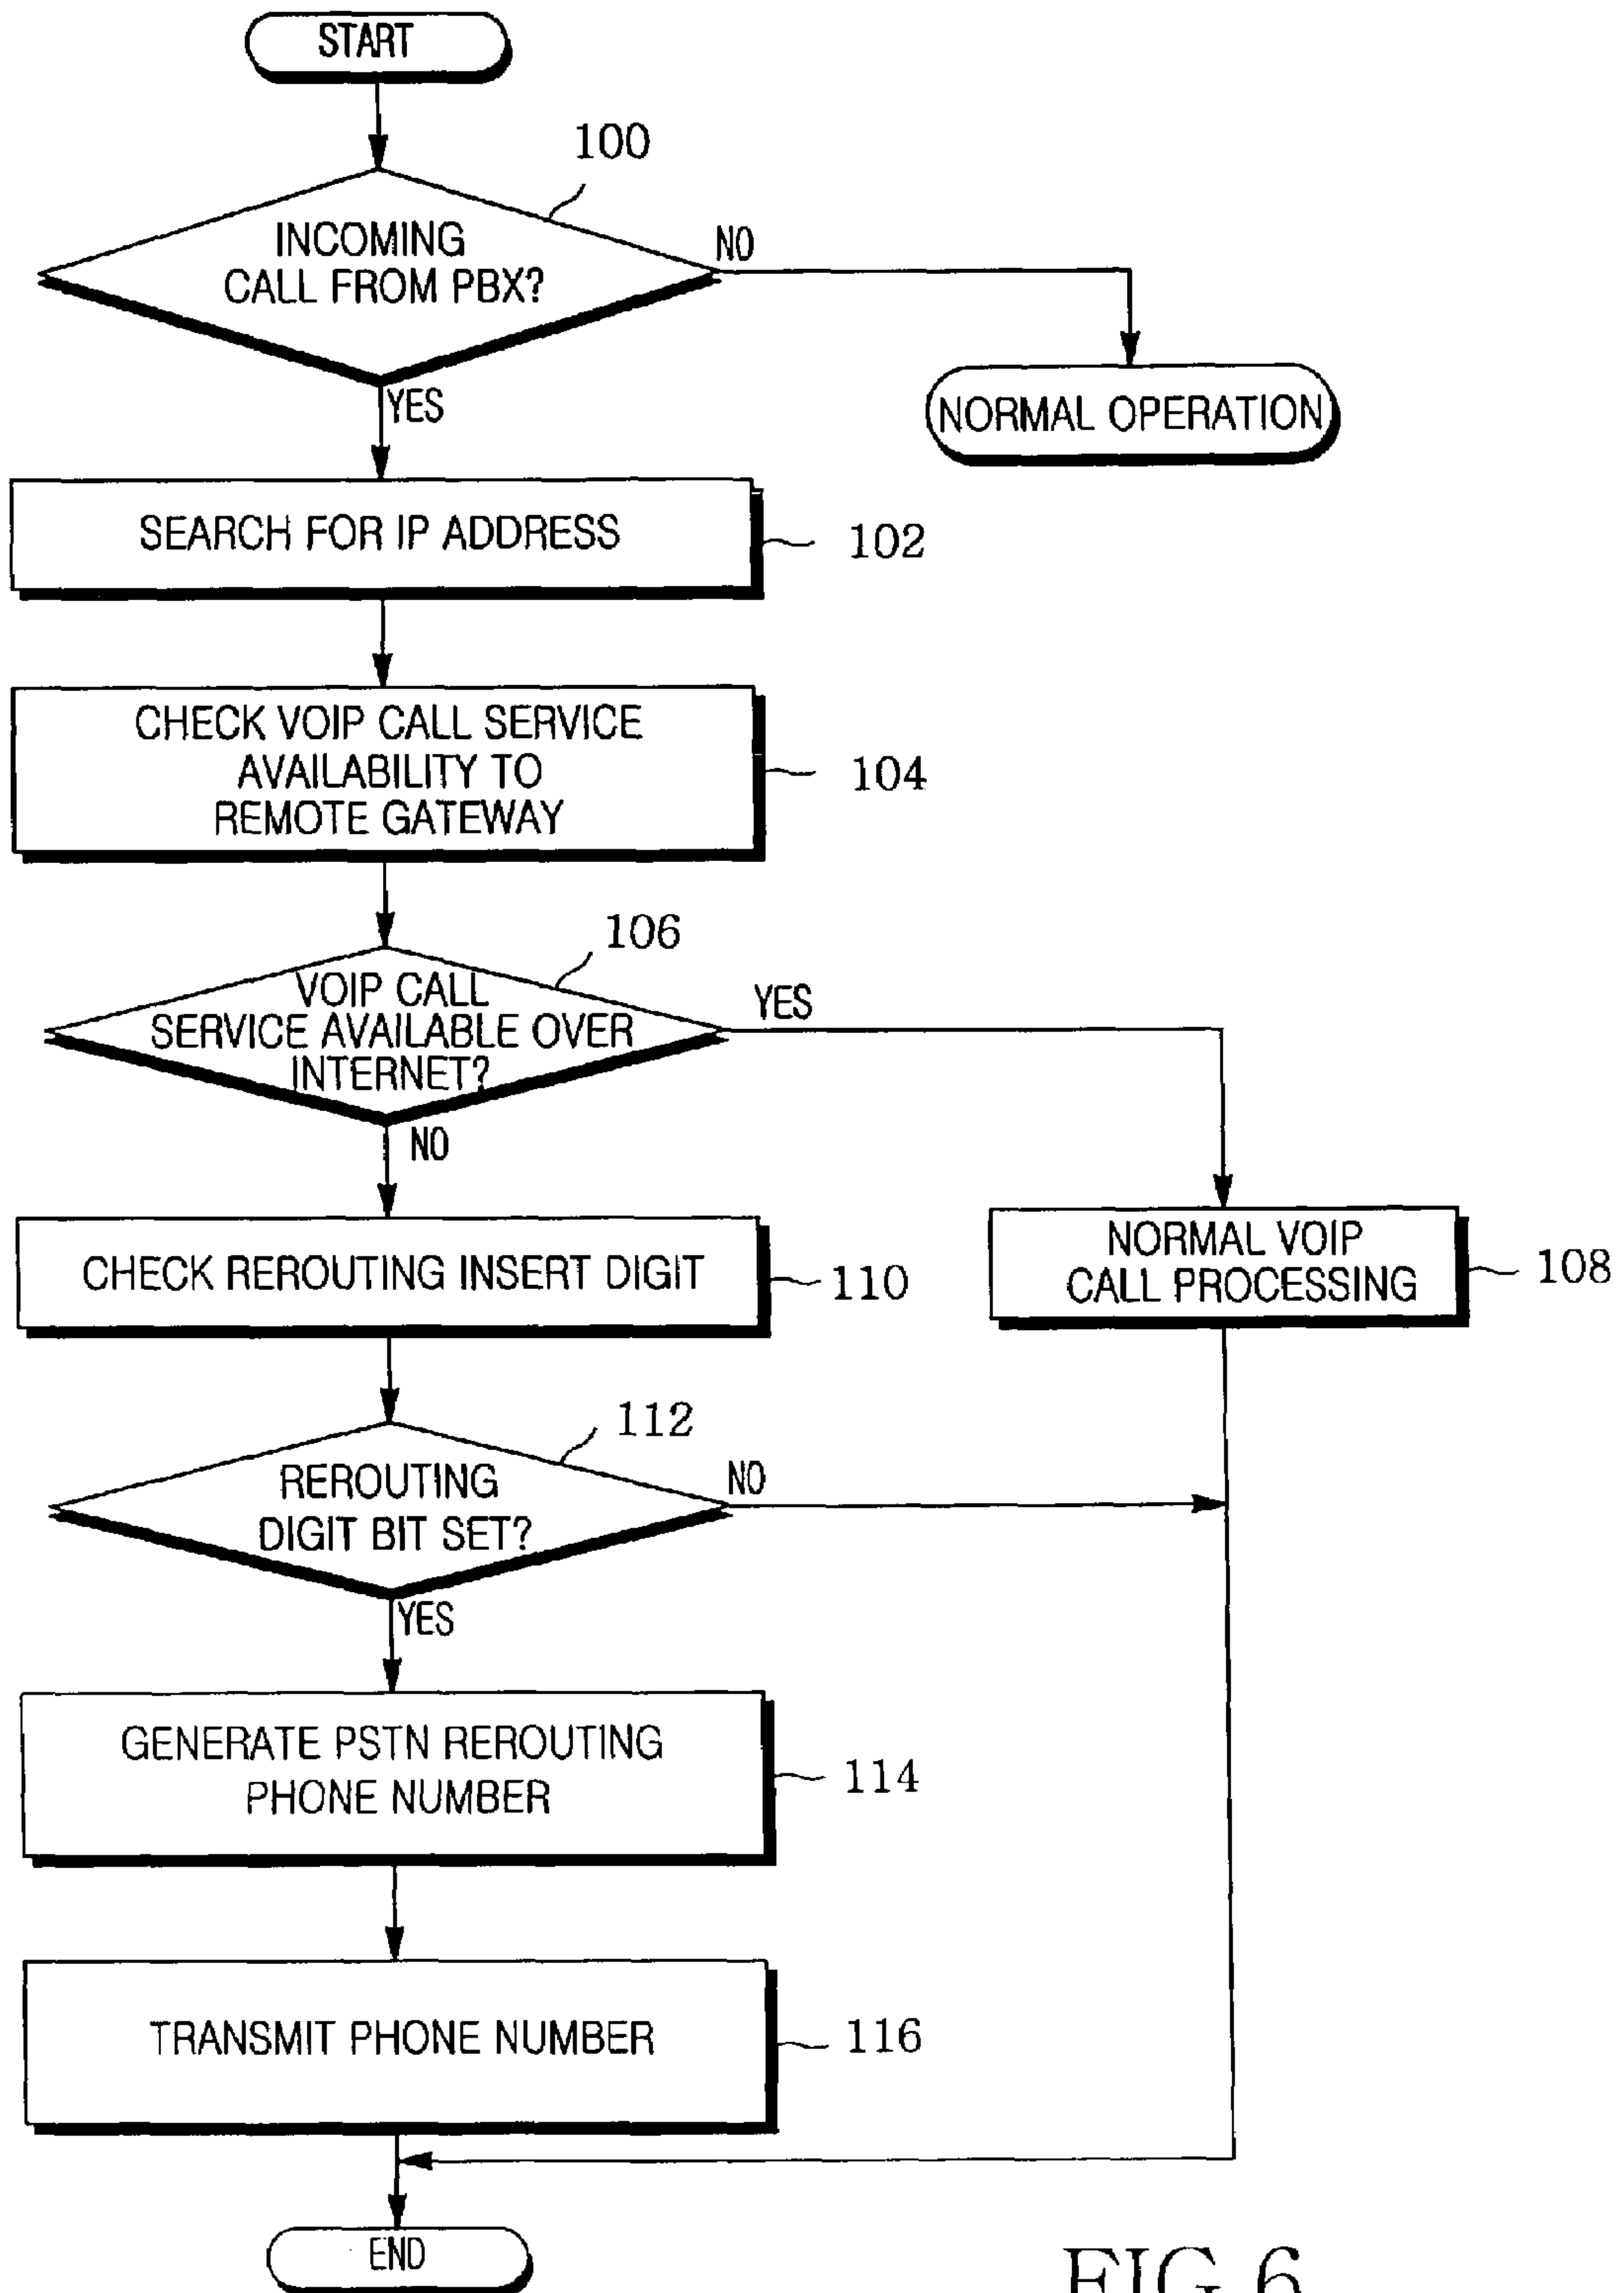 START
100
INCOMING
CALL FROM PBX?
NO
NORMAL OPERATION
YES
SEARCH FOR IP ADDRESS
102
CHECK VOIP CALL SERVICE
AVAILABILITY TO
REMOTE GATEWAY
104
106
VOIP CALL
SERVICE AVAILABLE OVER
INTERNET?
YES
NO
CHECK REROUTING INSERT DIGIT
110
NORMAL VOIP
CALL PROCESSING
108
112
REROUTING
DIGIT BIT SET?
NO
YES
GENERATE PSTN REROUTING
PHONE NUMBER
114
TRANSMIT PHONE NUMBER
116
END
FIG.6